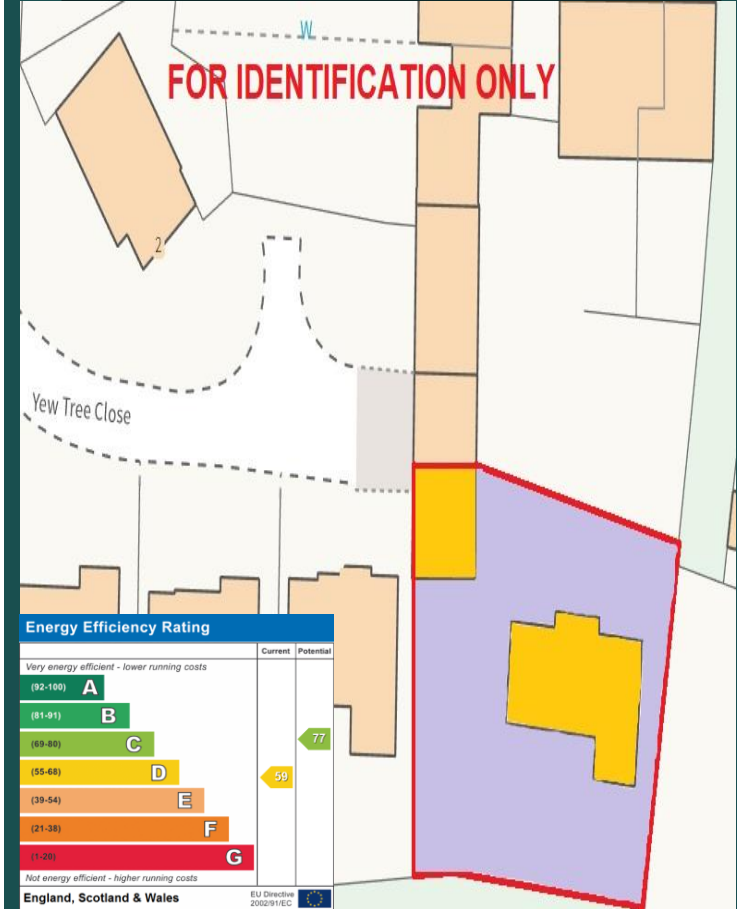 W
FOR IDENTIFICATION ONLY
2
Yew Tree Close
Energy Efficiency Rating
Current Potential
Very energy efficient - lower running costs
(92-100) A
(81-91) B
(69-80) C
77
(55-68) D
59
(39-54) E
(21-38) F
(1-20) G
Not energy efficient - higher running costs
England, Scotland & Wales
EU Directive
2002/91/EC